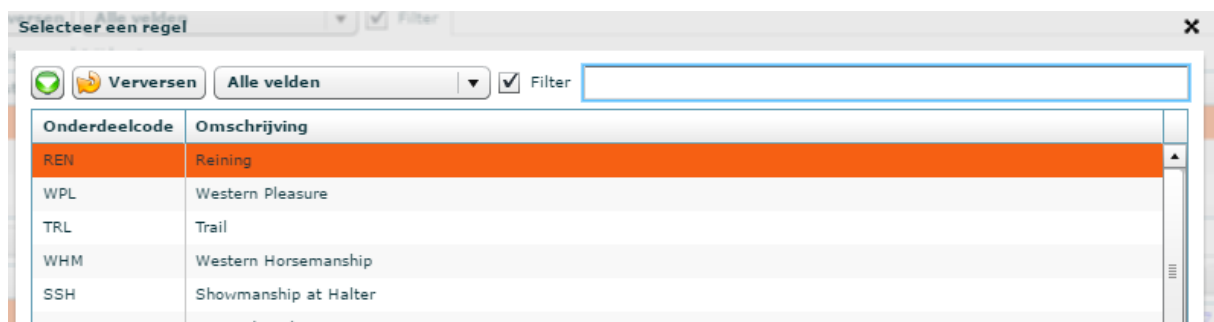 Selecteer een regel
Verversen Alle velden Filter
Onderdeelcode Omschrijving
REN Reining
WPL Western Pleasure
TRL Trail
WHM Western Horsemanship
SSH Showmanship at Halter